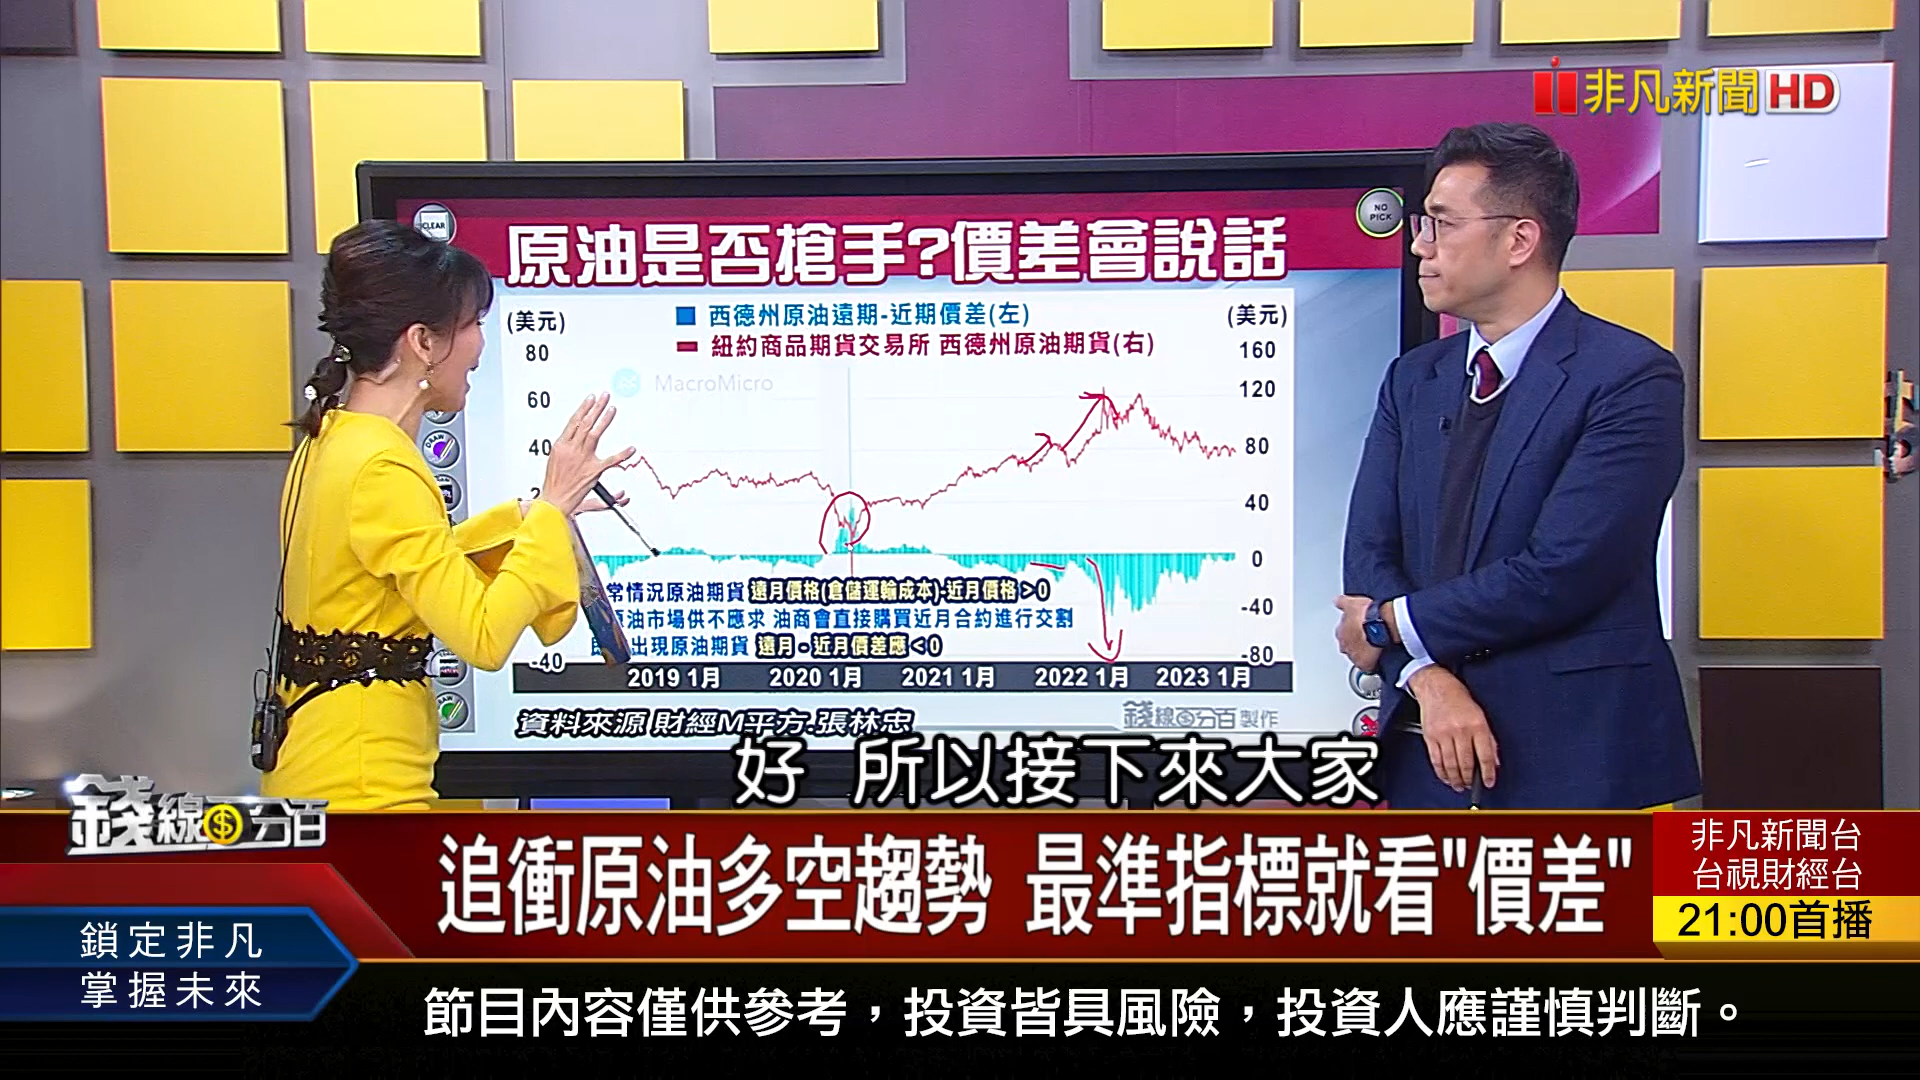 非凡新聞HD
CLEAR
NO PICK
原油是否搶手?價差會說話
(美元)
西德州原油遠期-近期價差(左)
(美元)
紐約商品期貨交易所 西德州原油期貨(右)
MacroMicro
80
60
40
-40
160
120
80
40
0
-40
-80
常情況原油期貨 遠月價格(倉儲運輸成本)-近月價格>0
油市場供不應求 油商會直接購買近月合約進行交割
出現原油期貨 遠月-近月價差應<0
2019 1月
2020 1月
2021 1月
2022 1月
2023 1月
資料來源 財經M平方.張林忠
錢線百分百 製作
好 所以接下來大家
錢線百分百
追衝原油多空趨勢 最準指標就看"價差"
非凡新聞台
台視財經台
21:00首播
鎖定非凡
掌握未來
節目內容僅供參考，投資皆具風險，投資人應謹慎判斷。